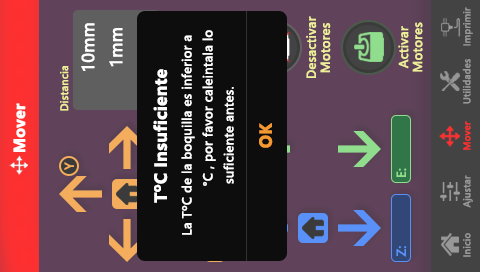 Mover
Distancia
10mm
1mm
Desactivar
Motores
Activar
Motores
Y
T°C Insuficiente
La T°C de la boquilla es inferior a
°C , por favor caleintala lo
suficiente antes.
OK
E:
Z:
Inicio
Ajustar
Mover
Utilidades
Imprimir